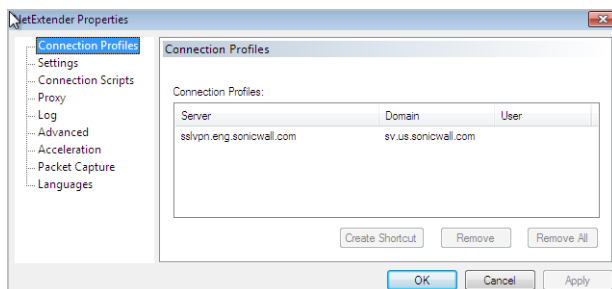 NetExtender Properties
Connection Profiles
Settings
Connection Scripts
Proxy
Log
Advanced
Acceleration
Packet Capture
Languages
Connection Profiles
Connection Profiles:
Server Domain User
sslvpn.eng.sonicwall.com sv.us.sonicwall.com
Create Shortcut Remove Remove All
OK Cancel Apply